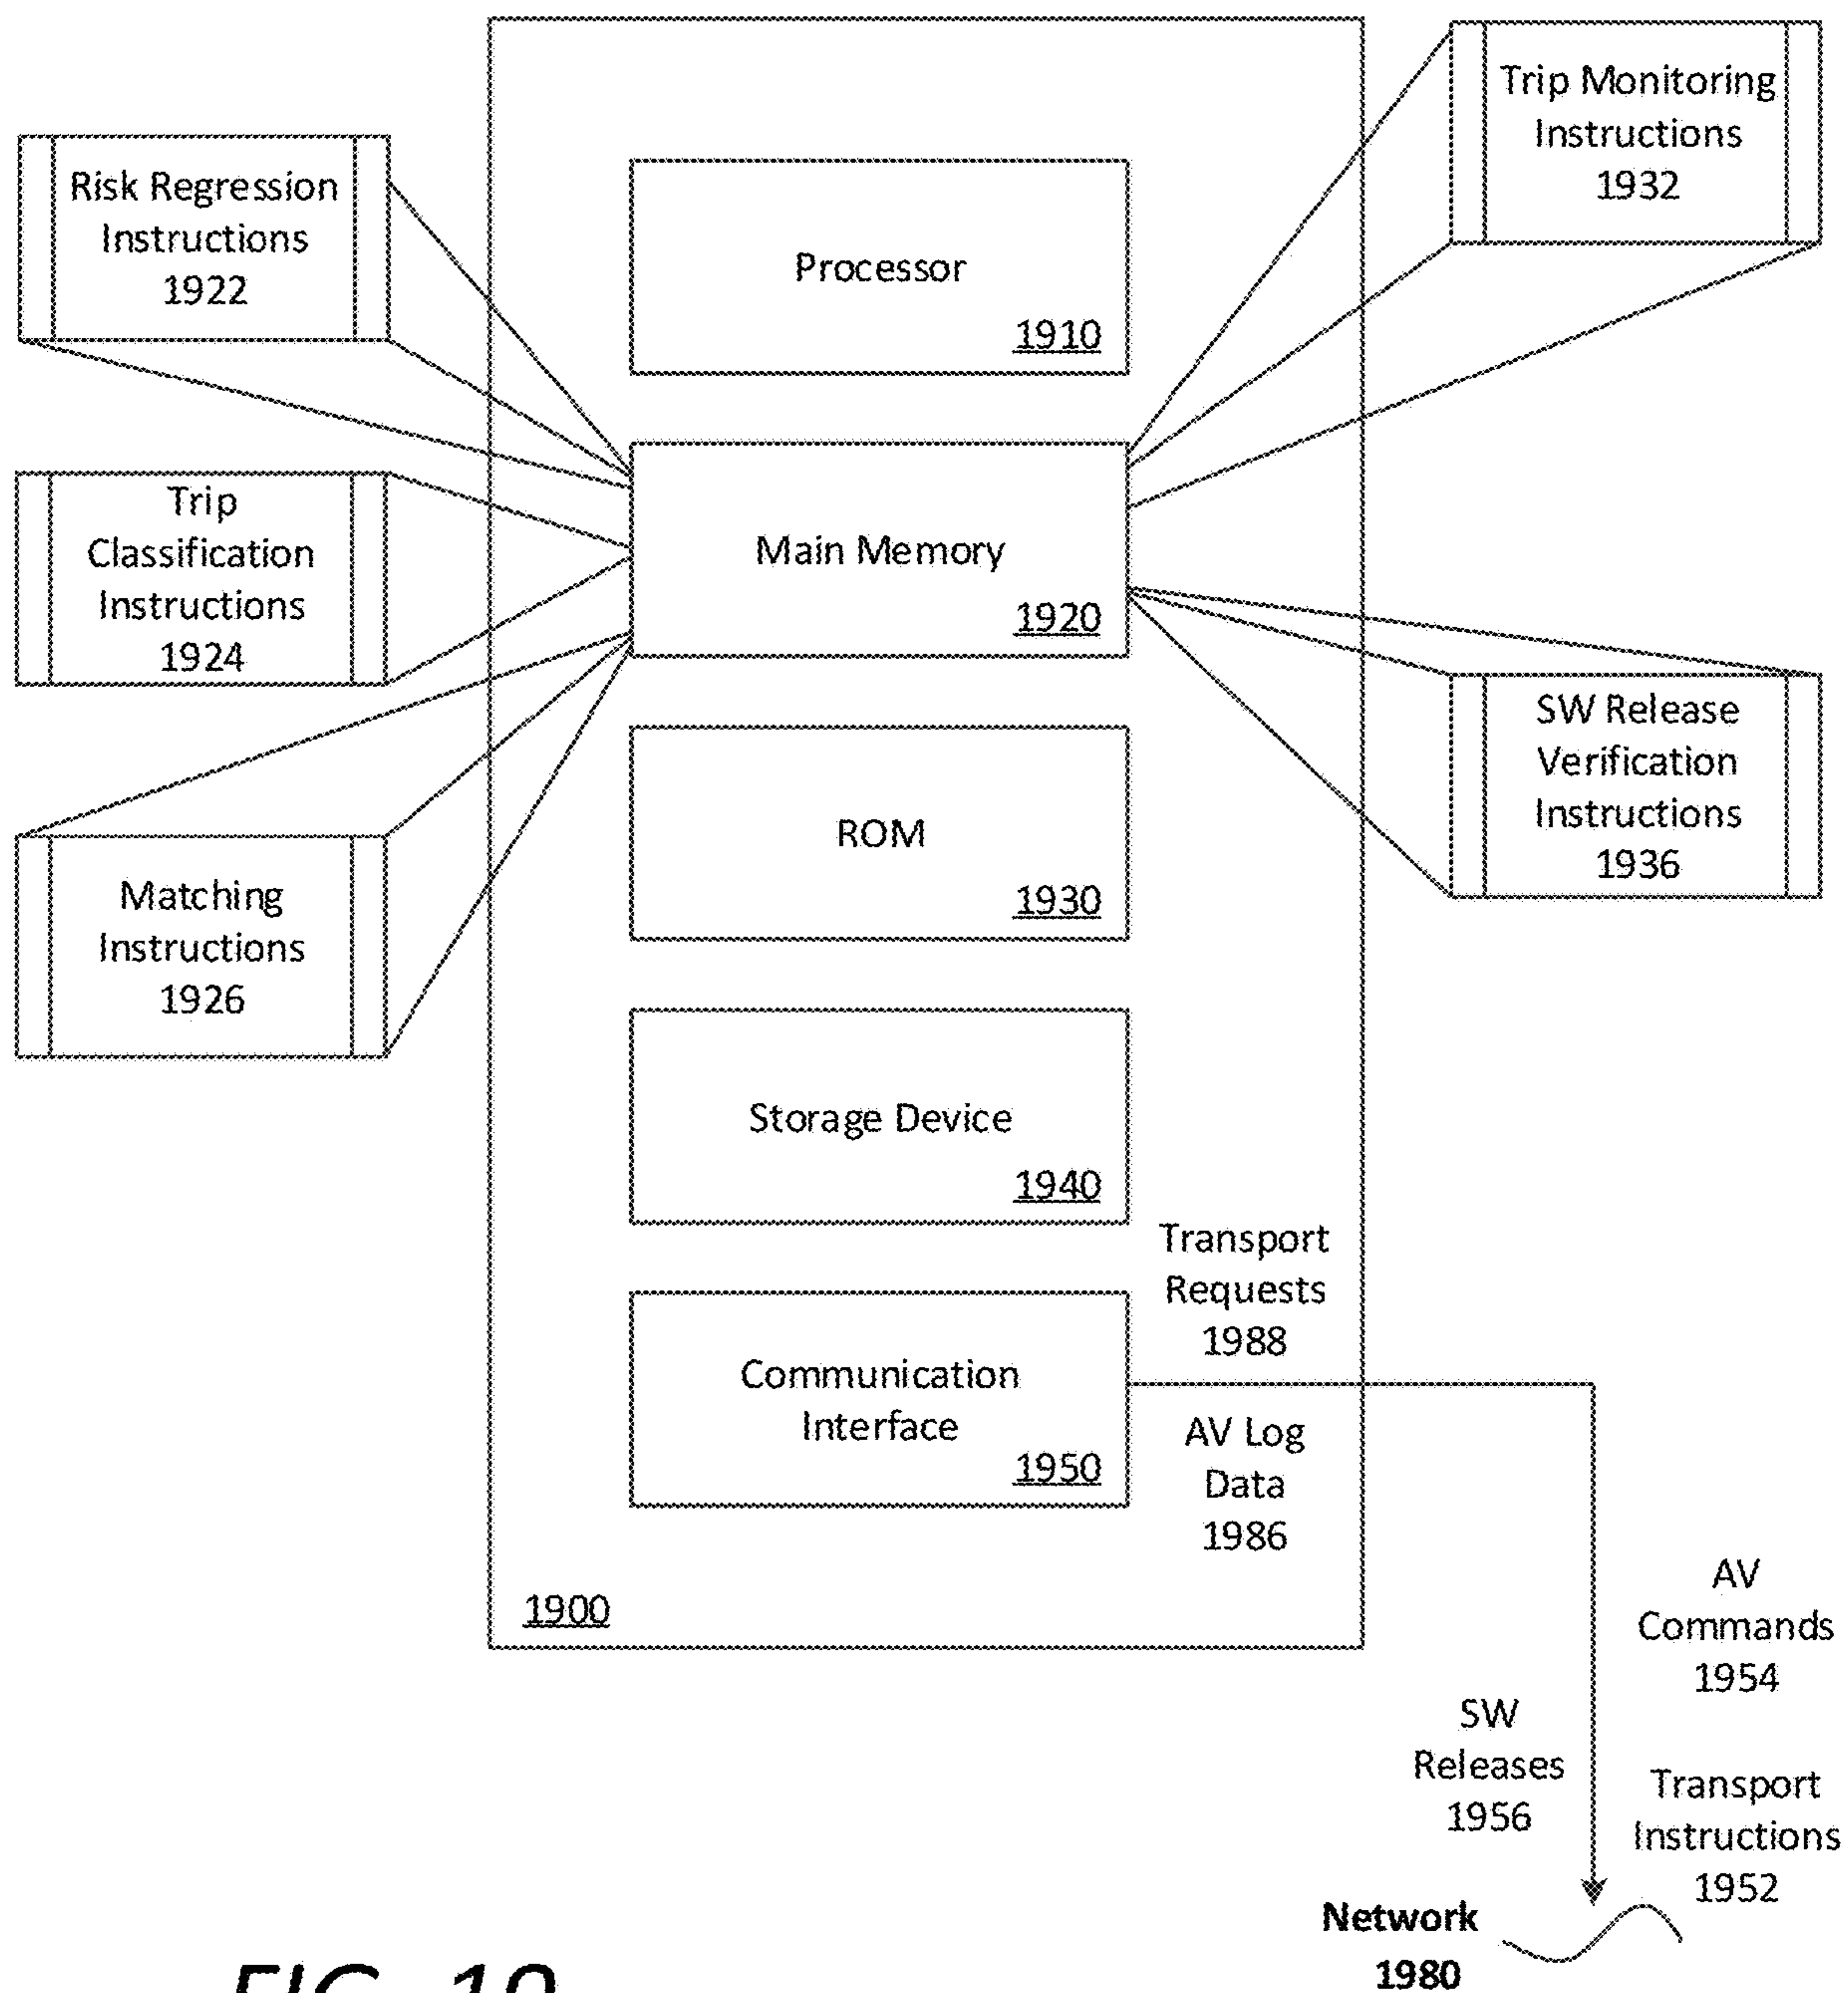 Risk Regression
Instructions
1922
Trip
Classification
Instructions
1924
Matching
Instructions
1926
Processor
1910
Main Memory
1920
ROM
1930
Storage Device
1940
Communication
Interface
1950
1900
Trip Monitoring
Instructions
1932
SW Release
Verification
Instructions
1936
Transport
Requests
1988
AV Log
Data
1986
AV
Commands
1954
SW
Releases
1956
Transport
Instructions
1952
Network
1980
FIG. 19